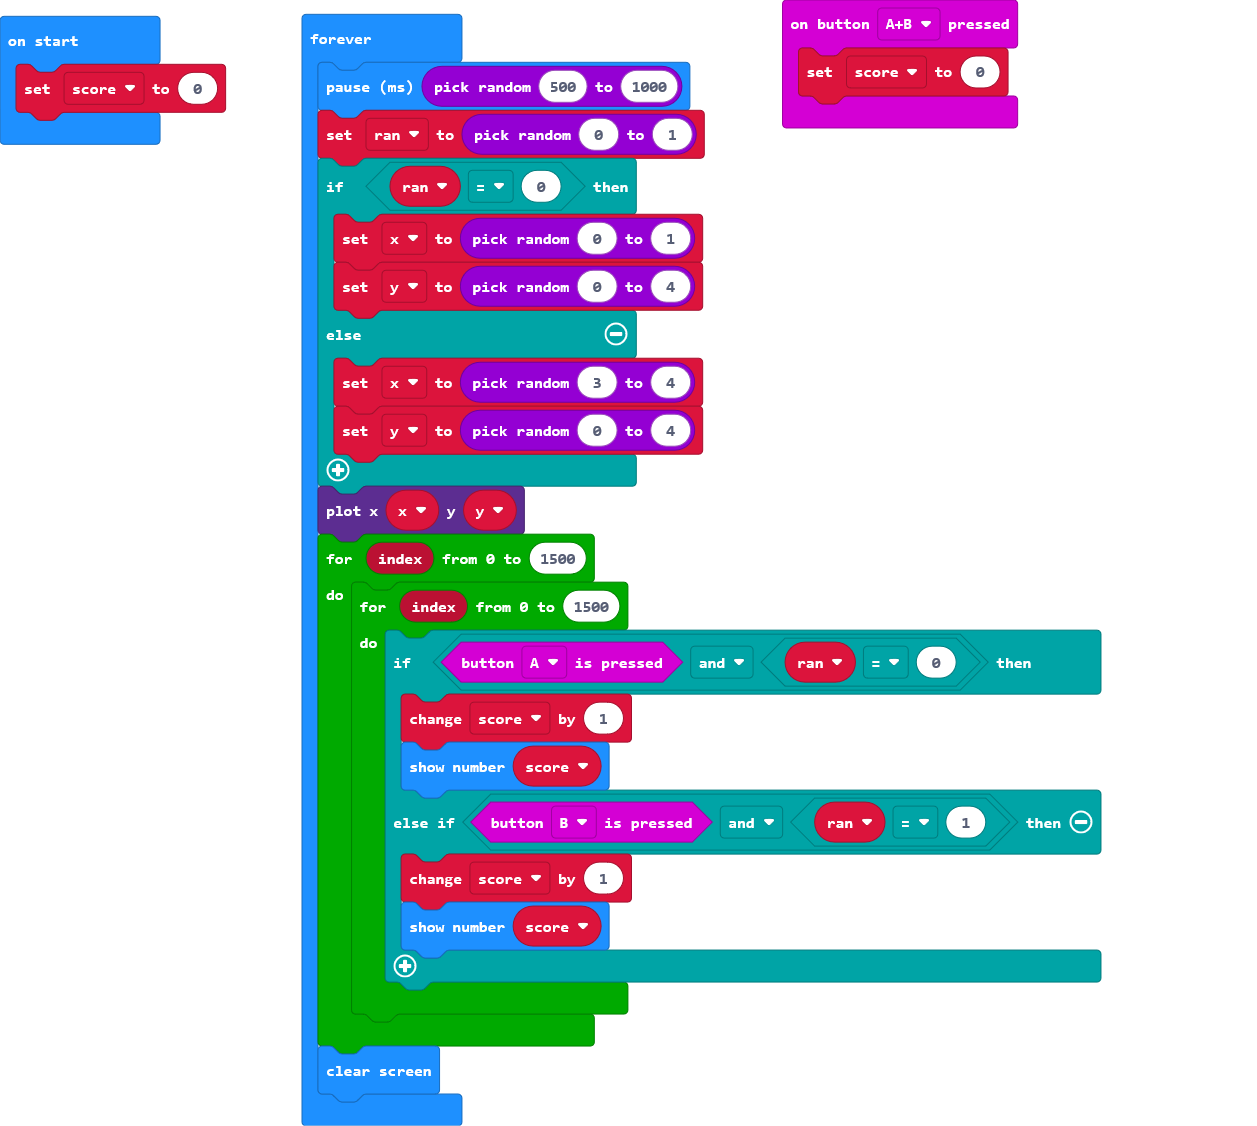 on start
set score to 0
forever
pause (ms) pick random 500 to 1000
set ran to pick random 0 to 1
if ran = 0 then
set x to pick random 0 to 1
set y to pick random 0 to 4
else
set x to pick random 3 to 4
set y to pick random 0 to 4
plot x x y y
for index from 0 to 1500
do
for index from 0 to 1500
do
if button A is pressed and ran = 0 then
change score by 1
show number score
else if button B is pressed and ran = 1 then
change score by 1
show number score
clear screen
on button A+B pressed
set score to 0